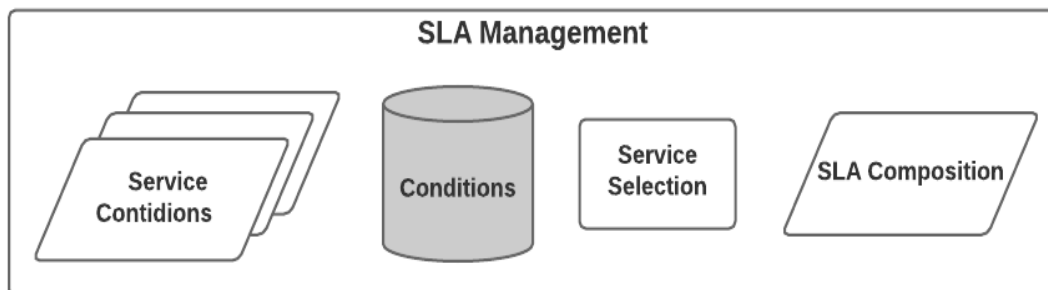 SLA Management
Service
Contidions
Conditions
Service
Selection
SLA Composition